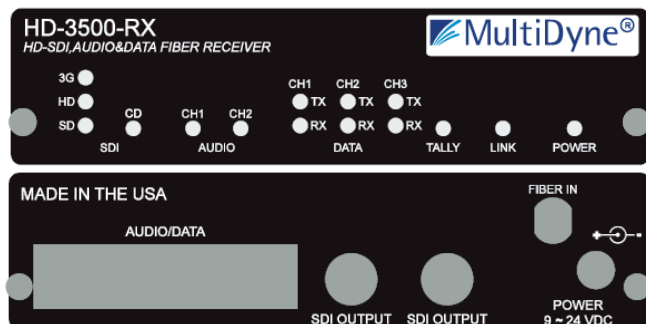 HD-3500-RX
HD-SDI,AUDIO&DATA FIBER RECEIVER
MultiDyne®
3G
HD
SD
CD
SDI
CH1 CH2
AUDIO
CH1 CH2 CH3
TX TX TX
RX RX RX
DATA
TALLY
LINK
POWER
MADE IN THE USA
AUDIO/DATA
SDI OUTPUT
SDI OUTPUT
FIBER IN
+ -
POWER
9 ~ 24 VDC